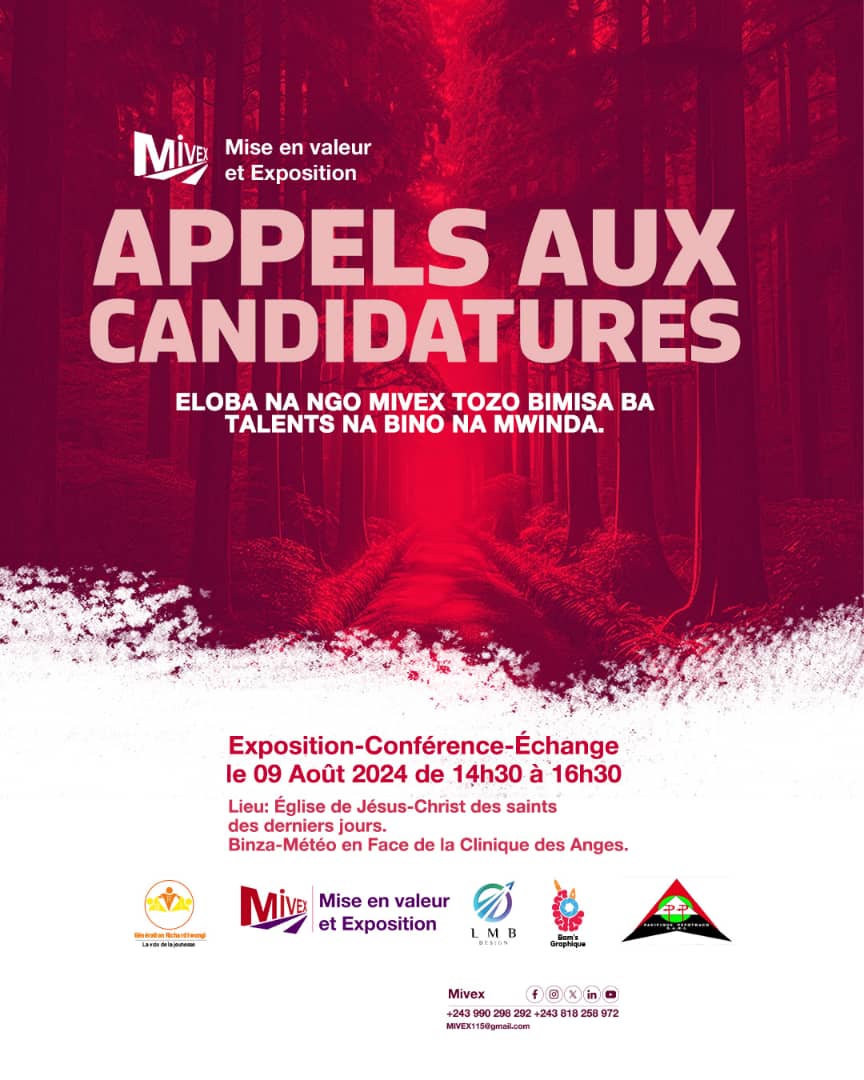 MIVEX
Mise en valeur
et Exposition
APPELS AUX
CANDIDATURES
ELOBA NA NGO MIVEX TOZO BIMISA BA
TALENTS NA BINO NA MWINDA.
Exposition-Conférence-Échange
le 09 Août 2024 de 14h30 à 16h30
Lieu: Église de Jésus-Christ des saints
des derniers jours.
Binza-Météo en Face de la Clinique des Anges.
La voix de la jeunesse
MIVEX
Mise en valeur
et Exposition
LMB
DESIGN
Bam's
Graphique
Mivex
+243 990 298 292 +243 818 258 972
MIVEX115@gmail.com